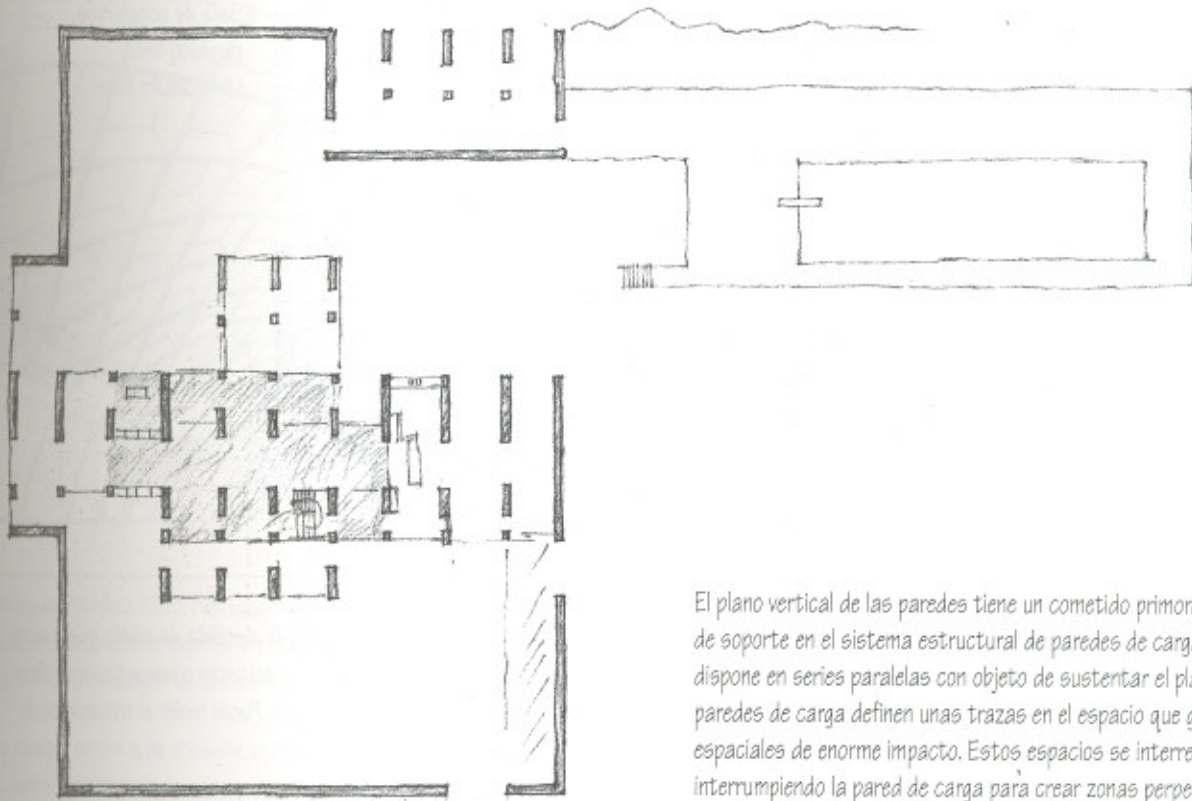 El plano vertical de las paredes tiene un cometido primor
de soporte en el sistema estructural de paredes de carga
dispone en series paralelas con objeto de sustentar el pla
paredes de carga definen unas trazas en el espacio que g
espaciales de enorme impacto. Estos espacios se interre
interrumpiendo la pared de carga para crear zonas perpe